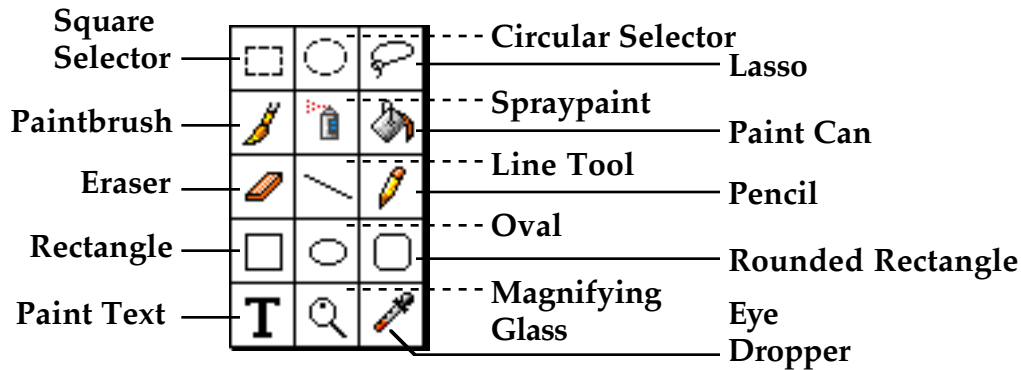 Square
Selector
Circular Selector
Lasso
Paintbrush
Spraypaint
Paint Can
Eraser
Line Tool
Pencil
Rectangle
Oval
Rounded Rectangle
Paint Text
T
Magnifying
Glass
Eye
Dropper